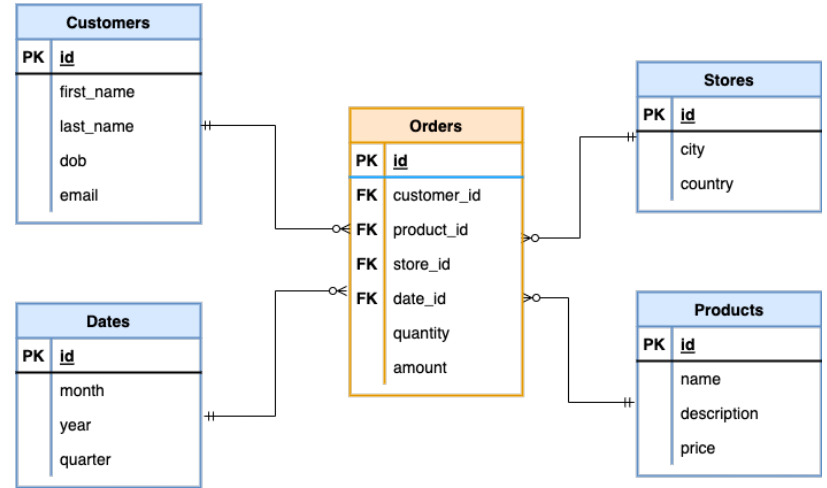 Customers
PK id
first_name
last_name
dob
email
Orders
PK id
FK customer_id
FK product_id
FK store_id
FK date_id
quantity
amount
Stores
PK id
city
country
Dates
PK id
month
year
quarter
Products
PK id
name
description
price